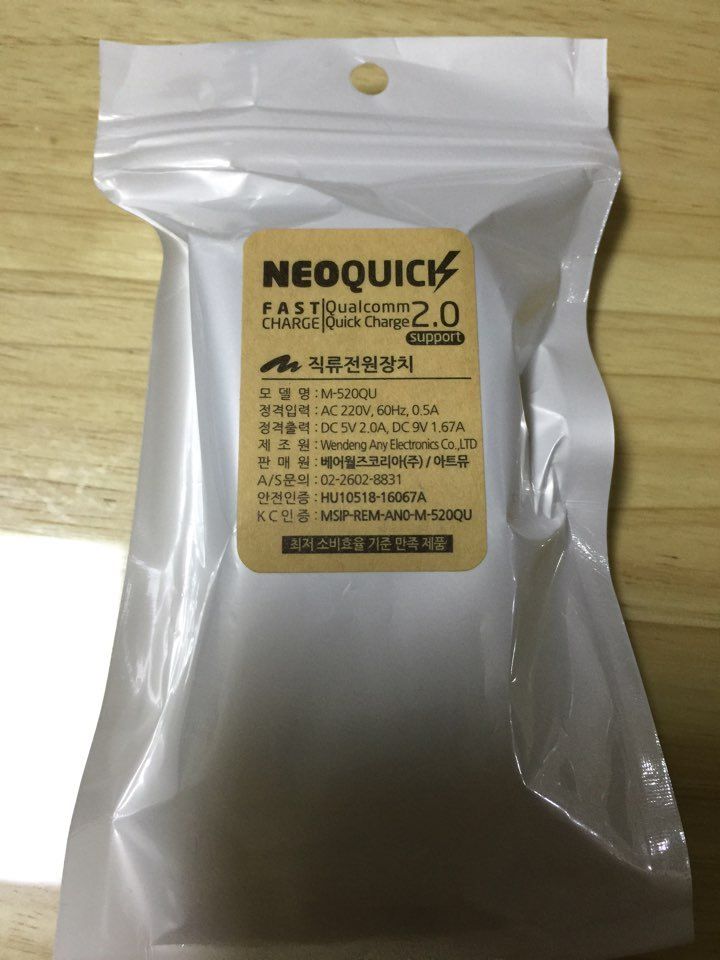 NEOQUICK
FAST CHARGE | Qualcomm Quick Charge 2.0
support
직류전원장치
모 델 명 : M-520QU
정격입력 : AC 220V, 60Hz, 0.5A
정격출력 : DC 5V 2.0A, DC 9V 1.67A
제 조 원 : Wendeng Any Electronics Co.,LTD
판 매 원 : 베어월즈코리아(주) / 아트뮤
A/S문의 : 02-2602-8831
안전인증 : HU10518-16067A
K C 인 증 : MSIP-REM-AN0-M-520QU
최저 소비효율 기준 만족 제품